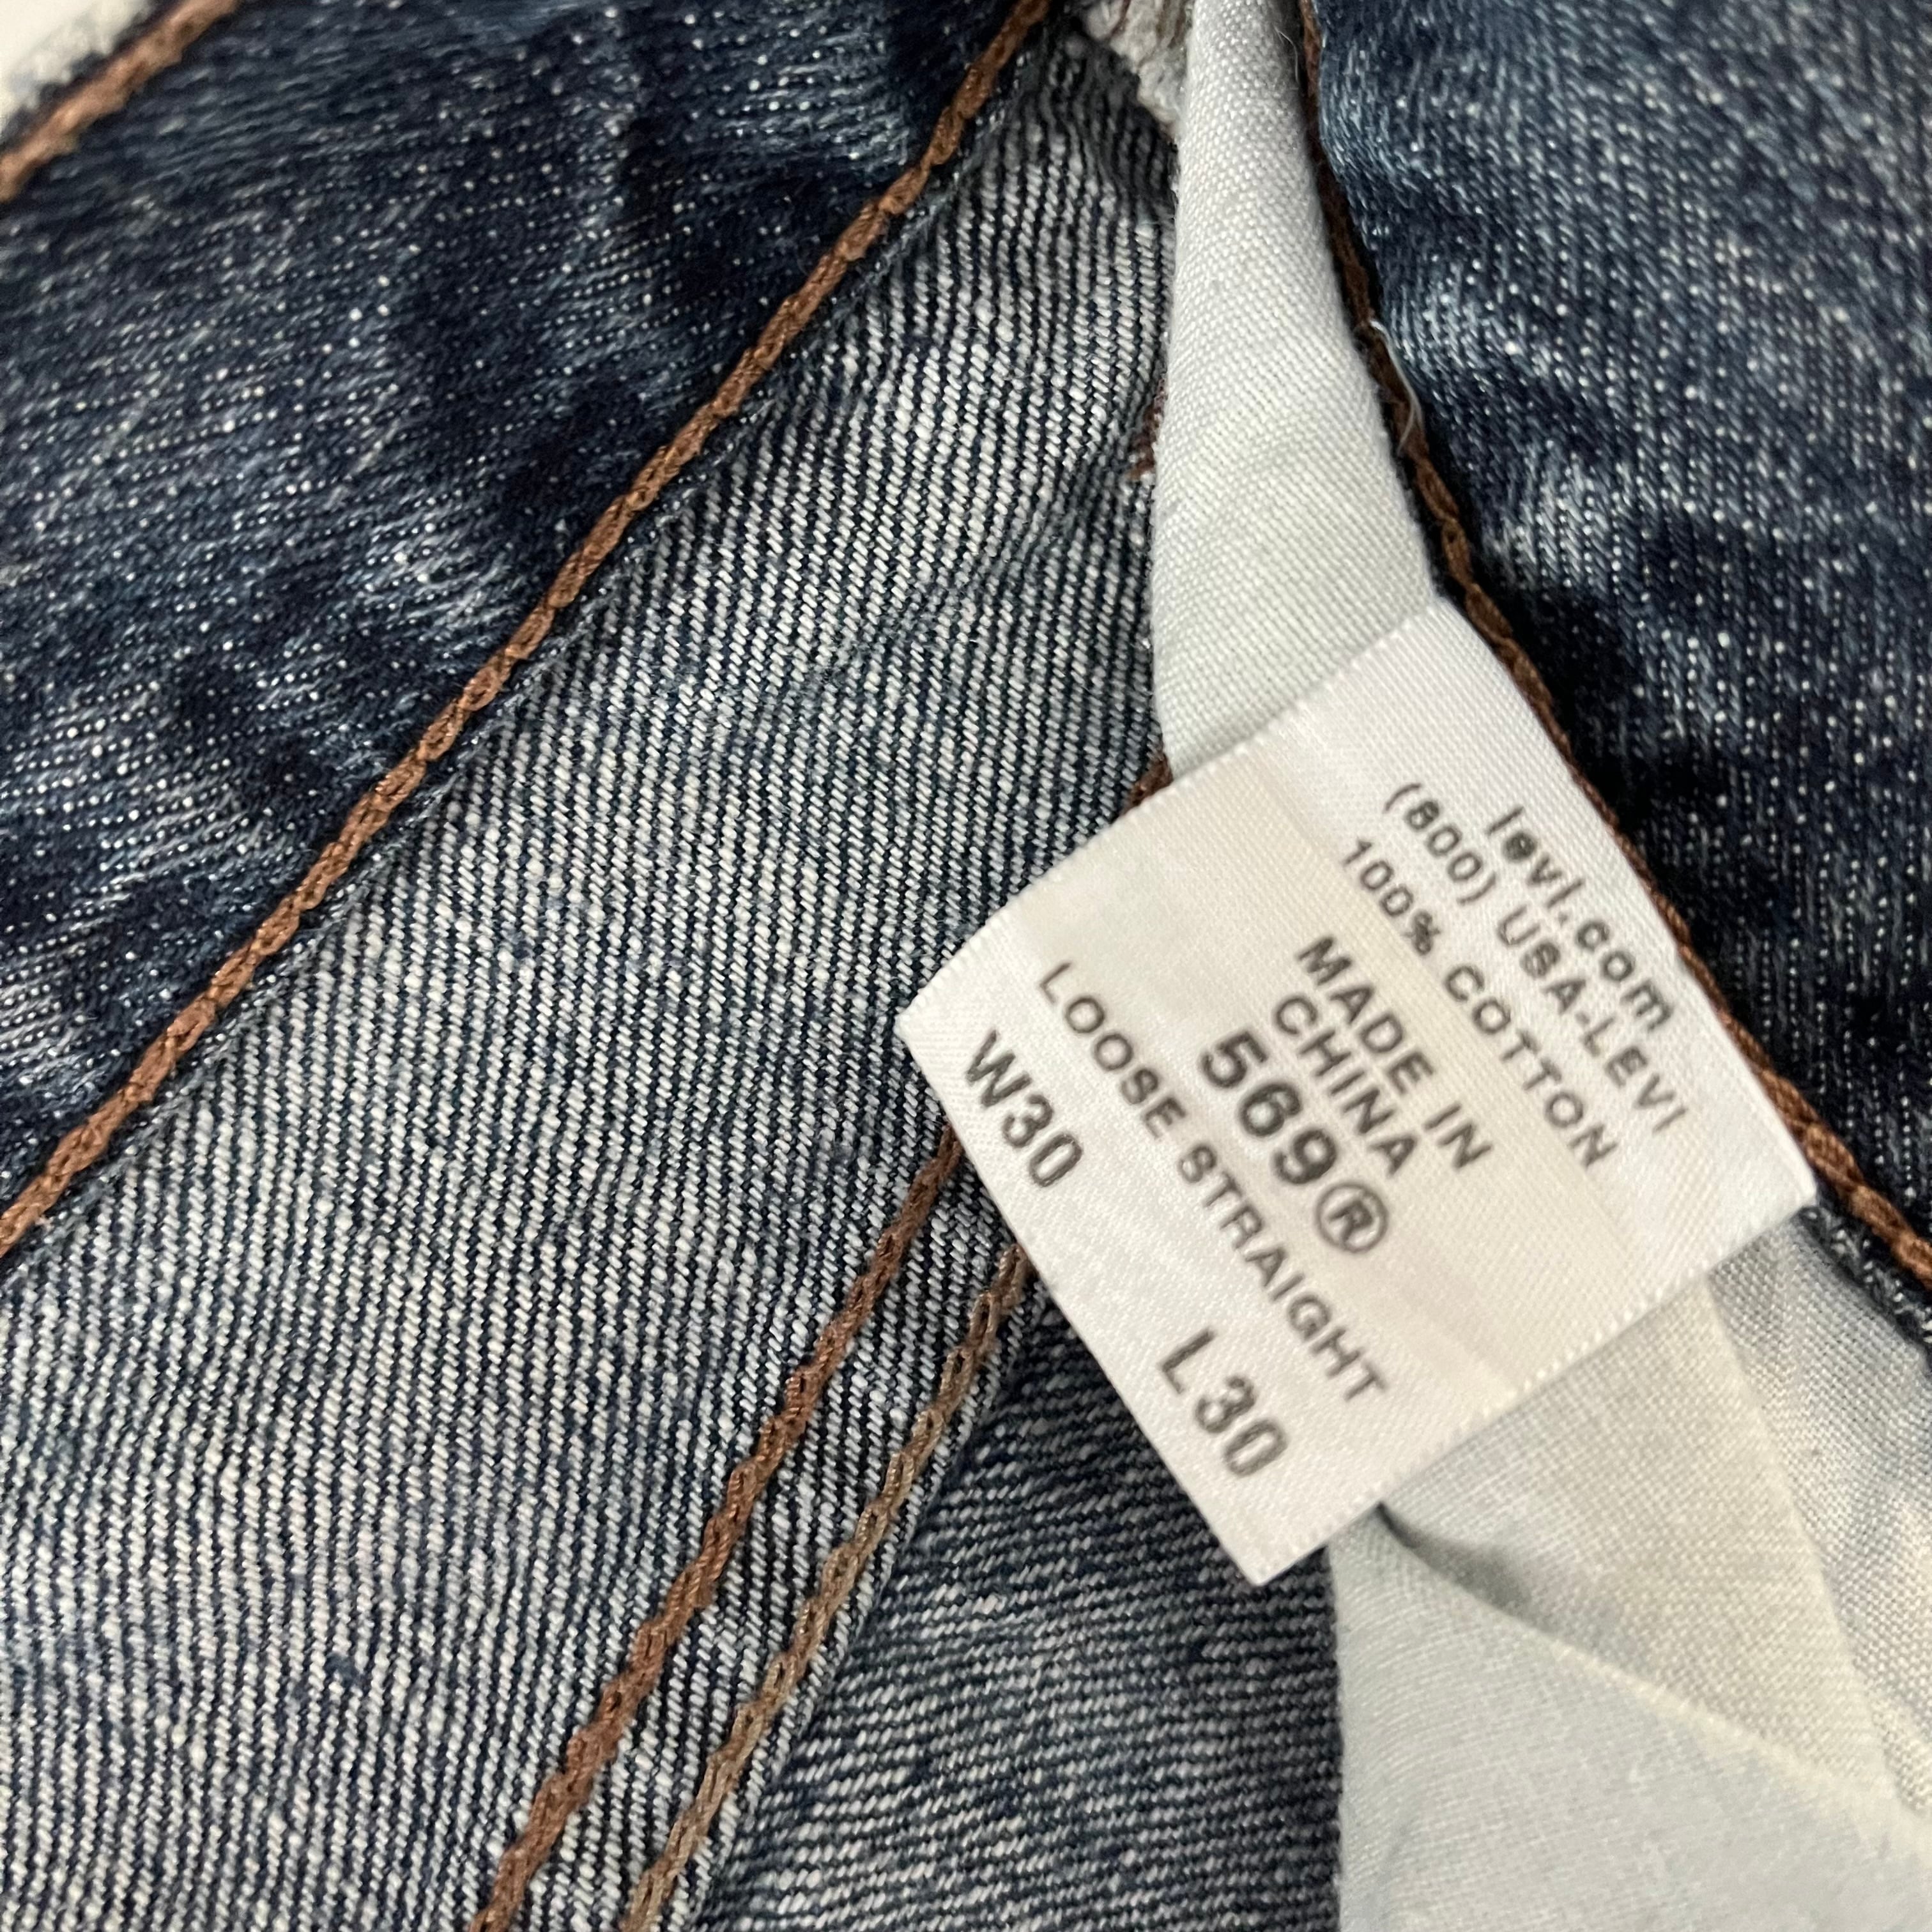 levi.com
(800) USA-LEVI
100% COTTON
MADE IN
CHINA
569®
LOOSE STRAIGHT
W30 L30